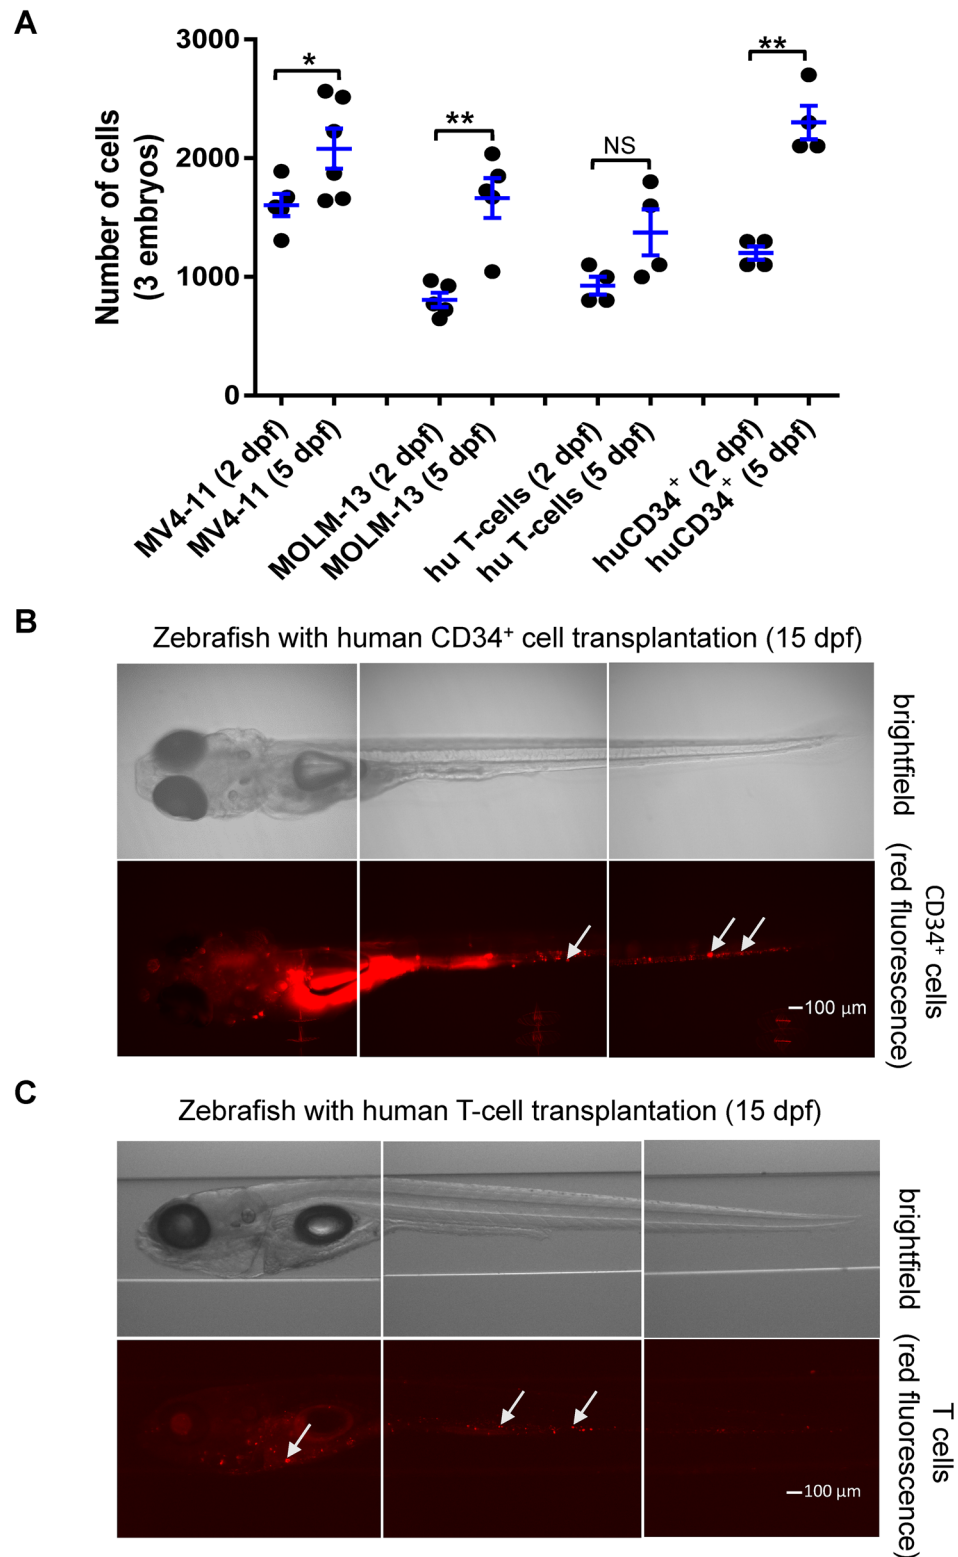 A
3000
2000
1000
0
Number of cells
(3 embryos)
*
**
NS
**
MV4-11 (2 dpf)
MV4-11 (5 dpf)
MOLM-13 (2 dpf)
MOLM-13 (5 dpf)
hu T-cells (2 dpf)
hu T-cells (5 dpf)
huCD34⁺ (2 dpf)
huCD34⁺ (5 dpf)
B
Zebrafish with human CD34⁺ cell transplantation (15 dpf)
brightfield
CD34⁺ cells
(red fluorescence)
100 µm
C
Zebrafish with human T-cell transplantation (15 dpf)
brightfield
T cells
(red fluorescence)
100 µm